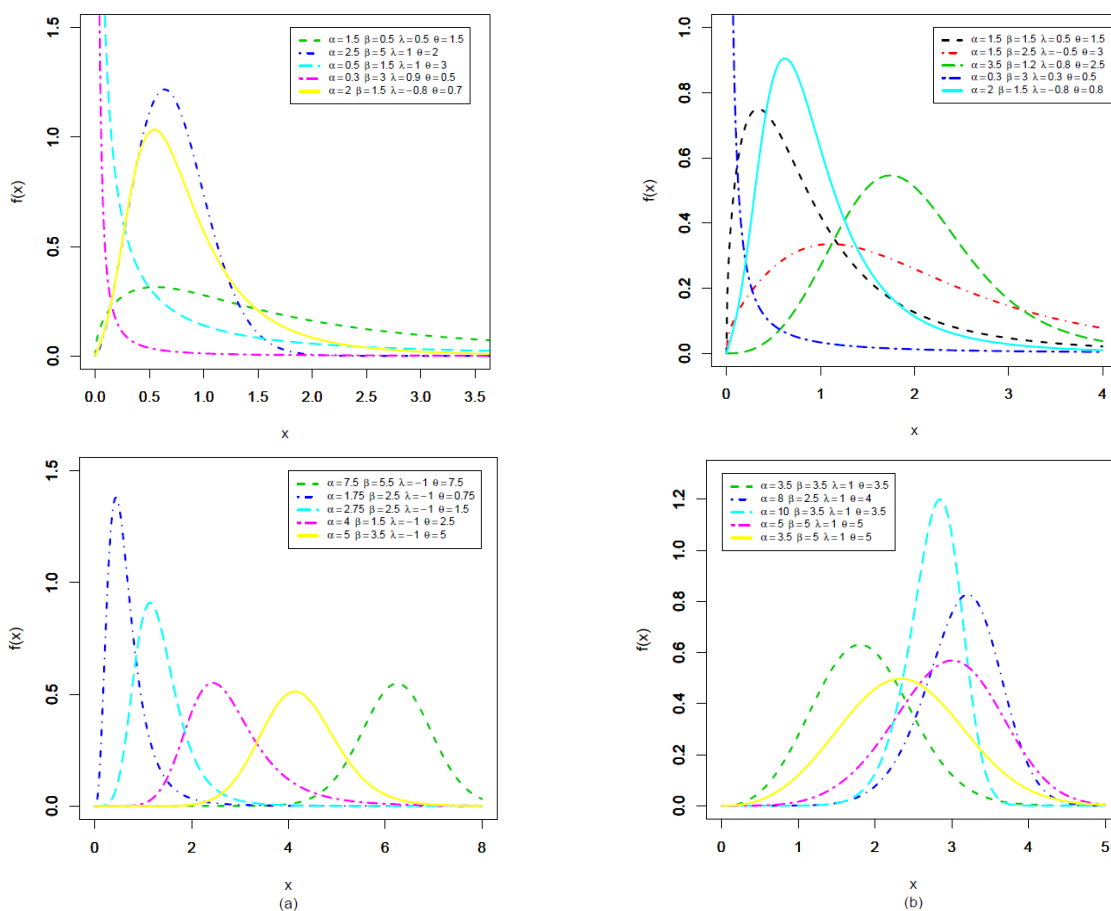 α=1.5 β=0.5 λ=0.5 θ=1.5
α=2.5 β=5 λ=1 θ=2
α=0.5 β=1.5 λ=1 θ=3
α=0.3 β=3 λ=0.9 θ=0.5
α=2 β=1.5 λ=−0.8 θ=0.7
f(x)
1.5
1.0
0.5
0.0
0.0 0.5 1.0 1.5 2.0 2.5 3.0 3.5
x
α=1.5 β=1.5 λ=0.5 θ=1.5
α=1.5 β=2.5 λ=−0.5 θ=3
α=3.5 β=1.2 λ=0.8 θ=2.5
α=0.3 β=3 λ=0.3 θ=0.5
α=2 β=1.5 λ=−0.8 θ=0.8
f(x)
1.0
0.8
0.6
0.4
0.2
0.0
0 1 2 3 4
x
α=7.5 β=5.5 λ=−1 θ=7.5
α=1.75 β=2.5 λ=−1 θ=0.75
α=2.75 β=2.5 λ=−1 θ=1.5
α=4 β=1.5 λ=−1 θ=2.5
α=5 β=3.5 λ=−1 θ=5
f(x)
1.5
1.0
0.5
0.0
0 2 4 6 8
x
(a)
α=3.5 β=3.5 λ=1 θ=3.5
α=8 β=2.5 λ=1 θ=4
α=10 β=3.5 λ=1 θ=3.5
α=5 β=5 λ=1 θ=5
α=3.5 β=5 λ=1 θ=5
f(x)
1.2
1.0
0.8
0.6
0.4
0.2
0.0
0 1 2 3 4 5
x
(b)